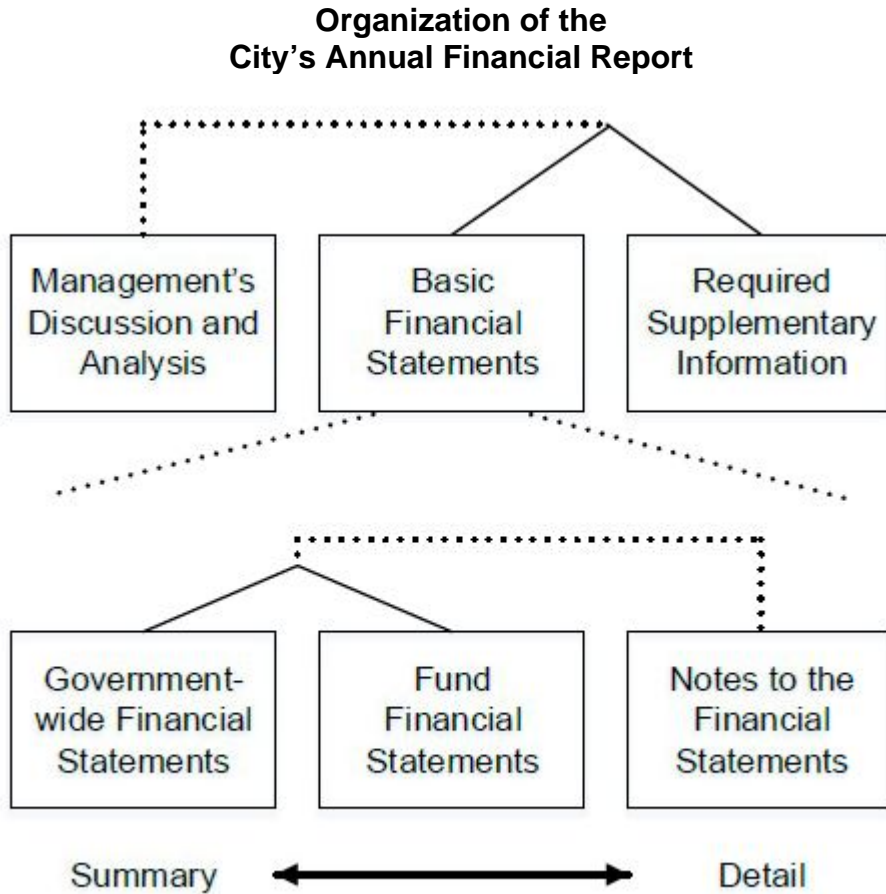 Organization of the
City’s Annual Financial Report
Management’s
Discussion and
Analysis
Basic
Financial
Statements
Required
Supplementary
Information
Government-
wide Financial
Statements
Fund
Financial
Statements
Notes to the
Financial
Statements
Summary
Detail